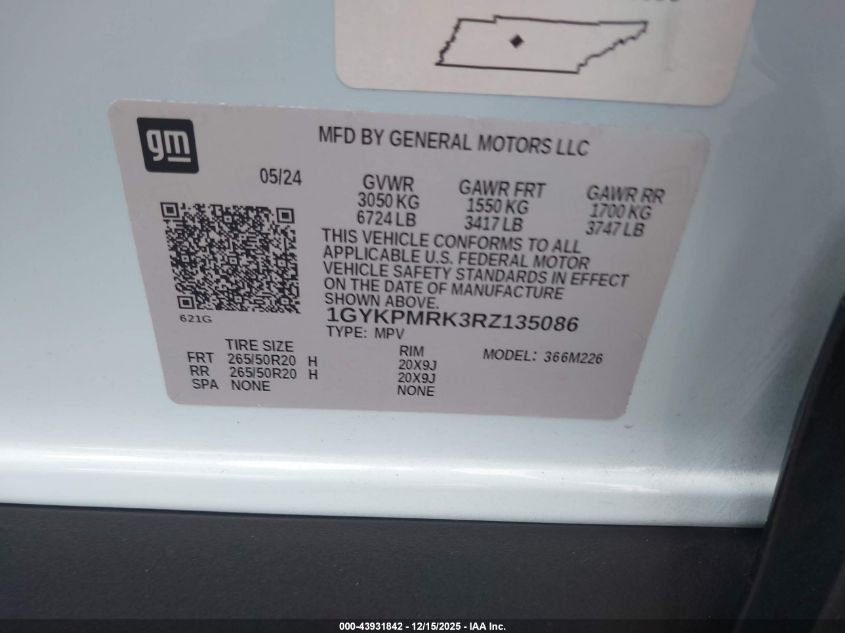 gm
MFD BY GENERAL MOTORS LLC
05/24
GVWR GAWR FRT GAWR RR
3050 KG 1550 KG 1700 KG
6724 LB 3417 LB 3747 LB
THIS VEHICLE CONFORMS TO ALL
APPLICABLE U.S. FEDERAL MOTOR
VEHICLE SAFETY STANDARDS IN EFFECT
ON THE DATE OF MANUFACTURE
SHOWN ABOVE.
621G
1GYKPMRK3RZ135086
TYPE: MPV
TIRE SIZE RIM MODEL: 366M226
FRT 265/50R20 H 20X9J
RR 265/50R20 H 20X9J
SPA NONE NONE
000-43931842 - 12/15/2025 - IAA Inc.